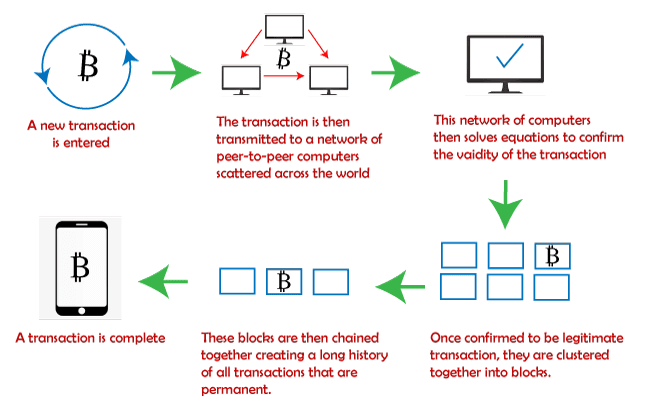 A new transaction
is entered
The transaction is then
transmitted to a network of
peer-to-peer computers
scattered across the world
This network of computers
then solves equations to confirm
the vaidity of the transaction
Once confirmed to be legitimate
transaction, they are clustered
together into blocks.
These blocks are then chained
together creating a long history
of all transactions that are
permanent.
A transaction is complete